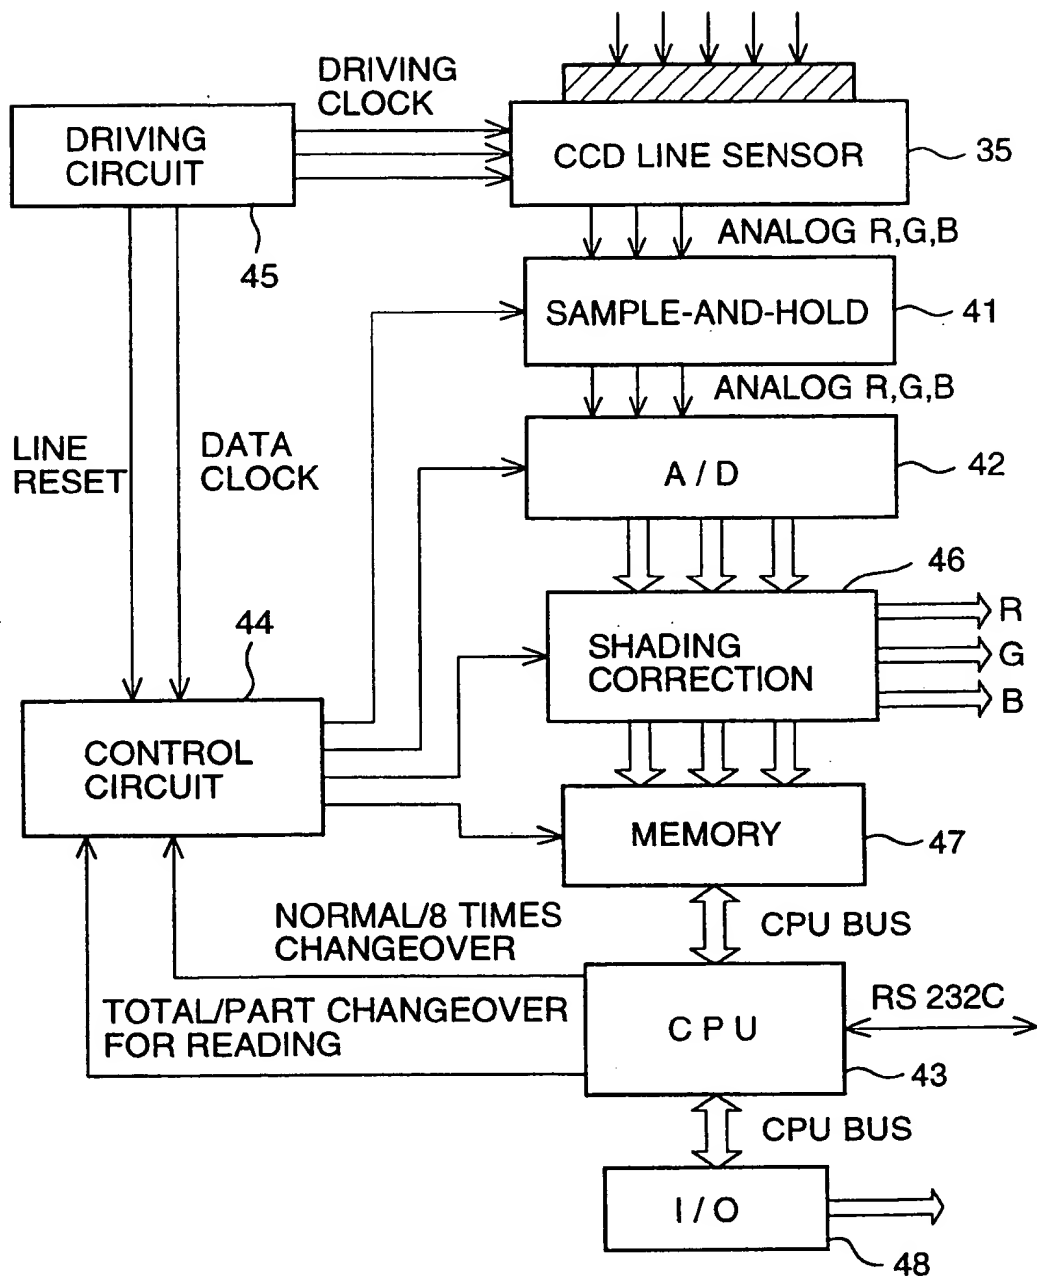 DRIVING
CLOCK
DRIVING
CIRCUIT
CCD LINE SENSOR
35
45
ANALOG R,G,B
SAMPLE-AND-HOLD
41
ANALOG R,G,B
LINE
RESET
DATA
CLOCK
A / D
42
46
R
SHADING
CORRECTION
G
B
44
CONTROL
CIRCUIT
MEMORY
47
NORMAL/8 TIMES
CHANGEOVER
CPU BUS
TOTAL/PART CHANGEOVER
FOR READING
C P U
RS 232C
43
CPU BUS
I / O
48